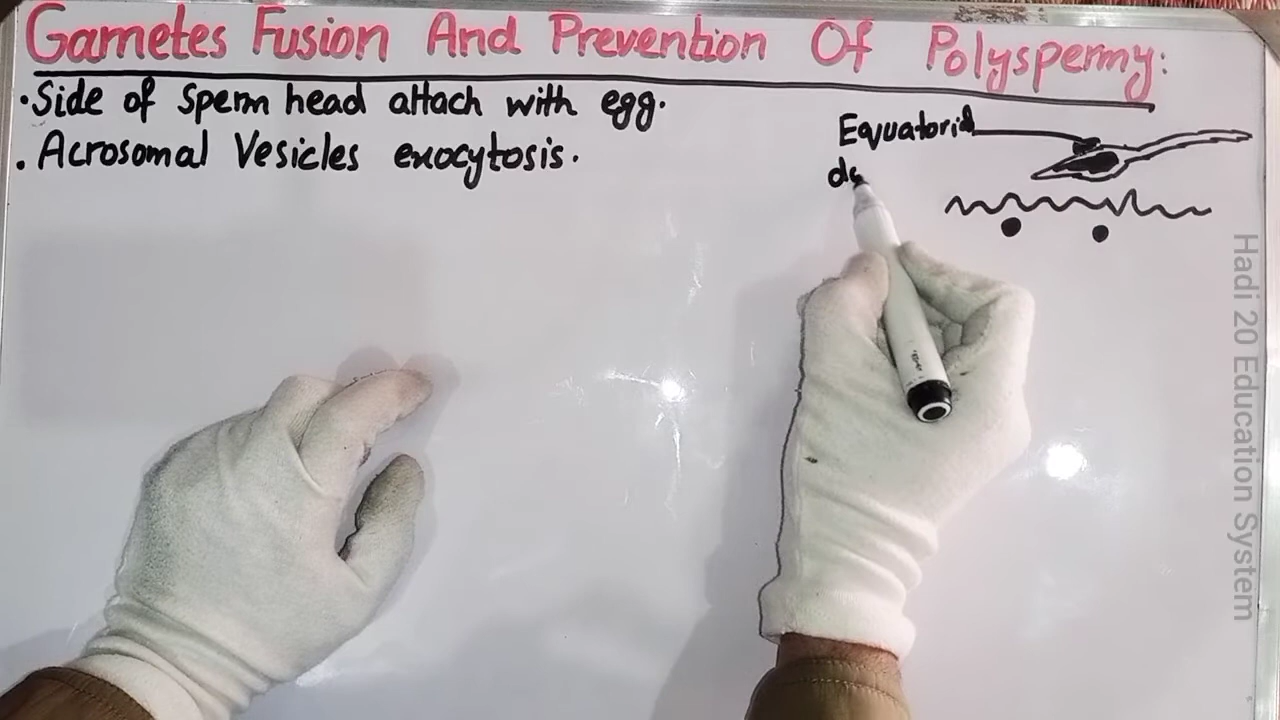 Gametes Fusion And Prevention Of Polyspermy:
• Side of sperm head attach with egg.
. Acrosomal Vesicles exocytosis.
Equatorial
Hadi 20 Education System